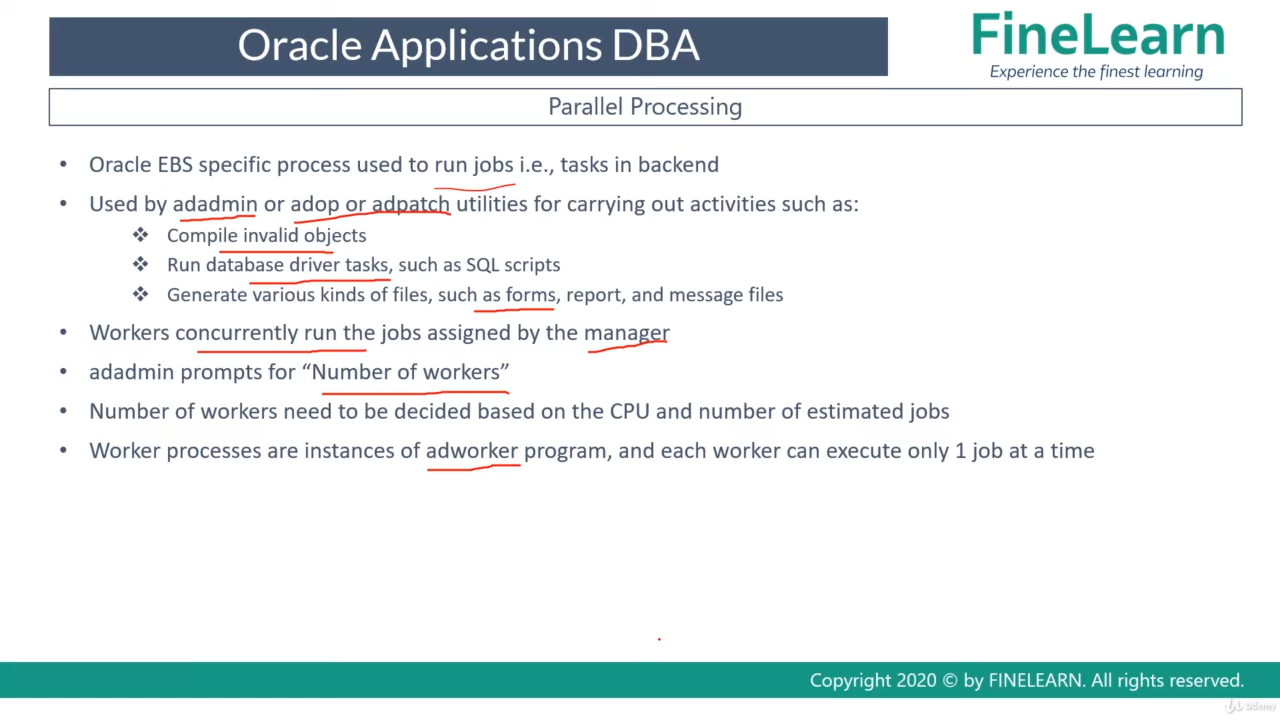 Oracle Applications DBA
FineLearn
Experience the finest learning
Parallel Processing
• Oracle EBS specific process used to run jobs i.e., tasks in backend
• Used by adadmin or adop or adpatch utilities for carrying out activities such as:
❖ Compile invalid objects
❖ Run database driver tasks, such as SQL scripts
❖ Generate various kinds of files, such as forms, report, and message files
• Workers concurrently run the jobs assigned by the manager
• adadmin prompts for “Number of workers”
• Number of workers need to be decided based on the CPU and number of estimated jobs
• Worker processes are instances of adworker program, and each worker can execute only 1 job at a time
Copyright 2020 © by FINELEARN. All rights reserved.
Udemy